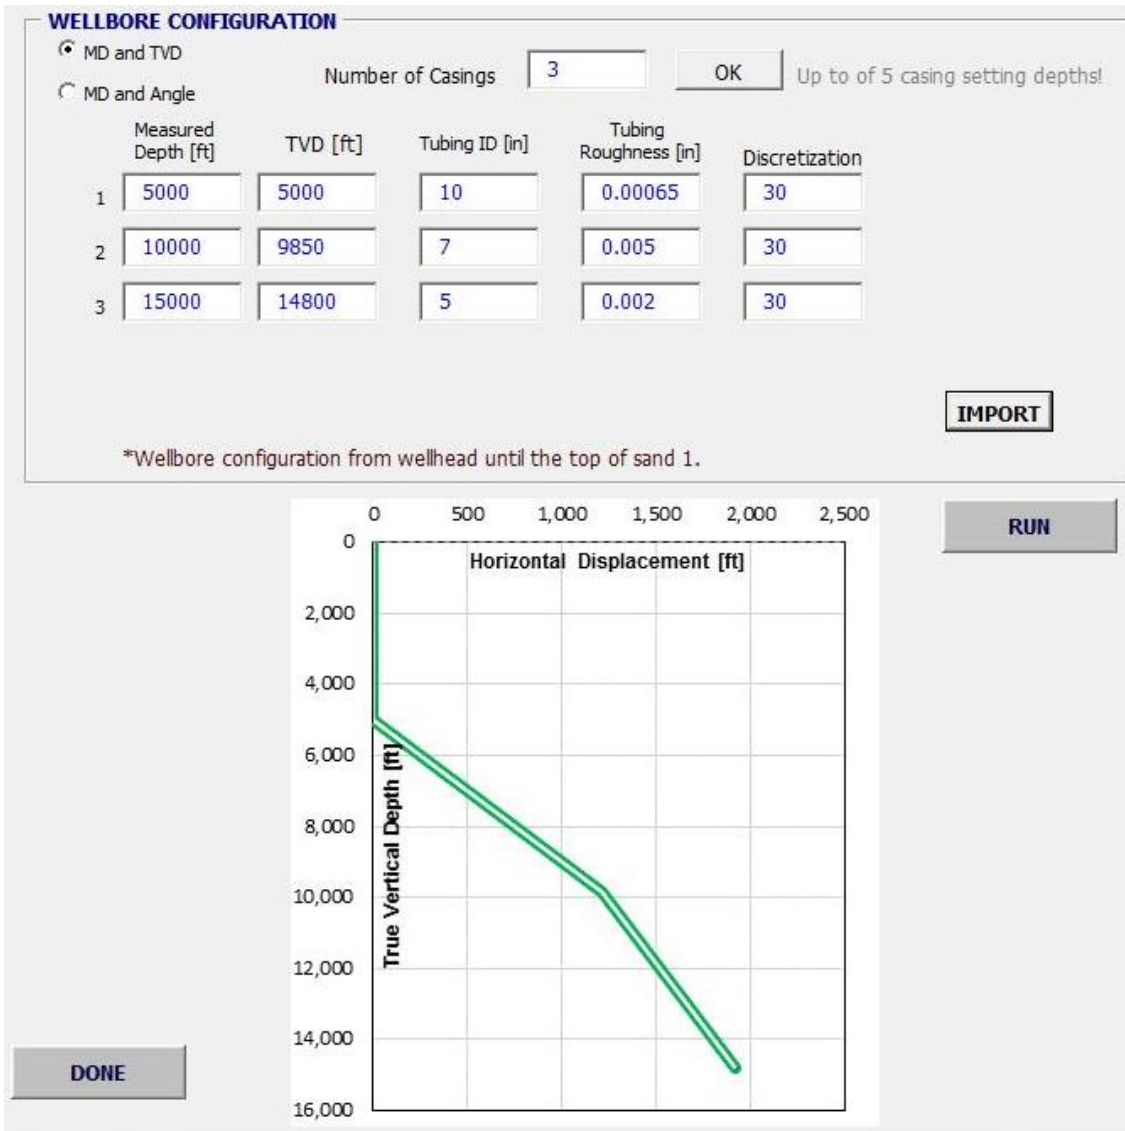 WELLBORE CONFIGURATION
MD and TVD
Number of Casings 3 OK Up to of 5 casing setting depths!
MD and Angle
Measured Depth [ft] TVD [ft] Tubing ID [in] Tubing Roughness [in] Discretization
1 5000 5000 10 0.00065 30
2 10000 9850 7 0.005 30
3 15000 14800 5 0.002 30
IMPORT
*Wellbore configuration from wellhead until the top of sand 1.
RUN
0 500 1,000 1,500 2,000 2,500
Horizontal Displacement [ft]
0
2,000
4,000
6,000
8,000
10,000
12,000
14,000
16,000
True Vertical Depth [ft]
DONE